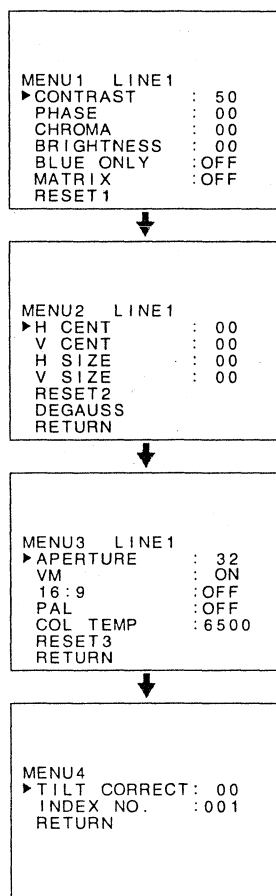 MENU1 LINE1
▶CONTRAST : 50
PHASE : 00
CHROMA : 00
BRIGHTNESS : 00
BLUE ONLY :OFF
MATRIX :OFF
RESET1
MENU2 LINE1
▶H CENT : 00
V CENT : 00
H SIZE : 00
V SIZE : 00
RESET2
DEGAUSS
RETURN
MENU3 LINE1
▶APERTURE : 32
VM : ON
16:9 :OFF
PAL :OFF
COL TEMP :6500
RESET3
RETURN
MENU4
▶TILT CORRECT: 00
INDEX NO. :001
RETURN